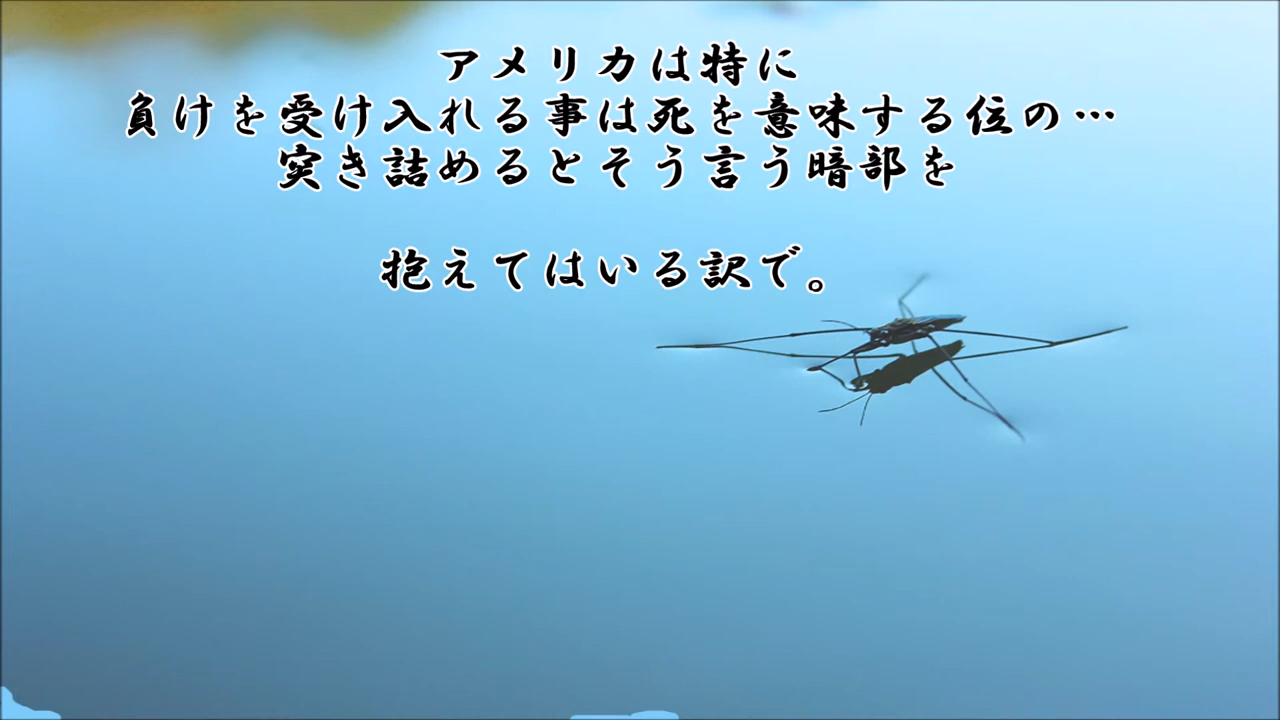 アメリカは特に
負けを受け入れる事は死を意味する位の…
突き詰めるとそう言う暗部を
抱えてはいる訳で。